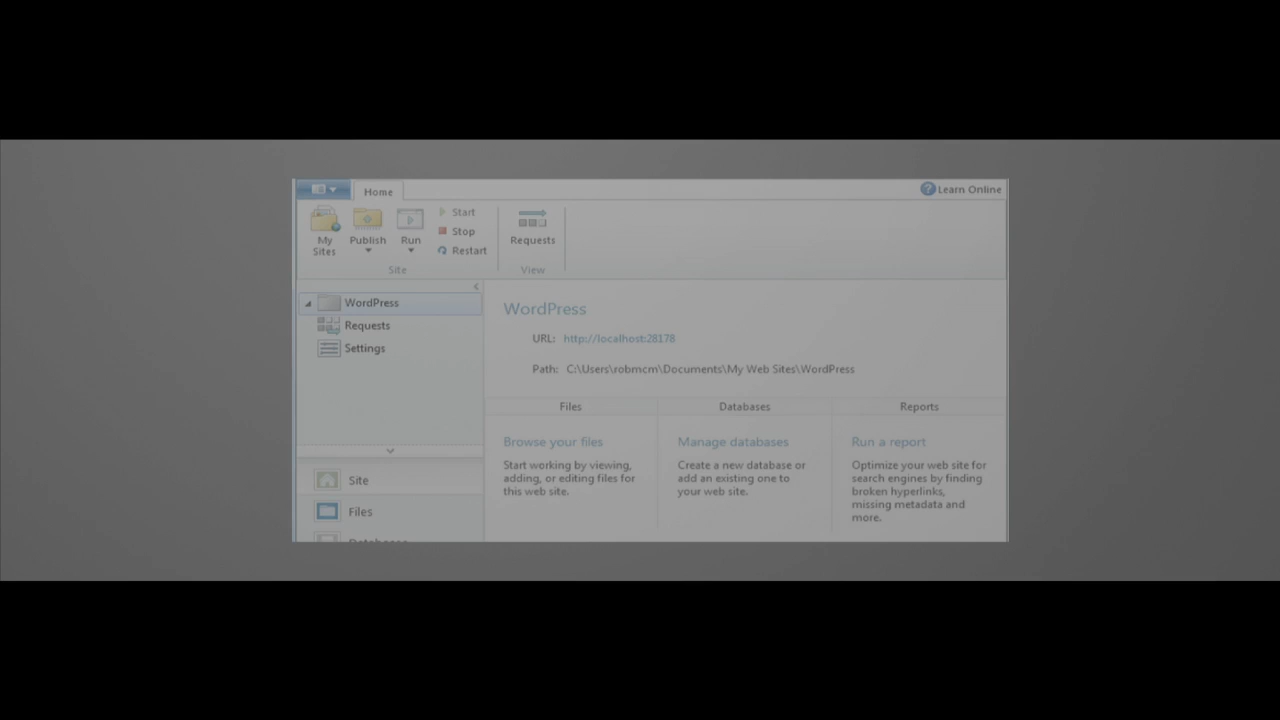 Home
Learn Online
My Sites
Publish
Run
Start
Stop
Restart
Requests
Site
View
WordPress
Requests
Settings
Site
Files
Databases
WordPress
URL: http://localhost:28178
Path: C:\Users\robmcm\Documents\My Web Sites\WordPress
Files
Databases
Reports
Browse your files
Start working by viewing,
adding, or editing files for
this web site.
Manage databases
Create a new database or
add an existing one to
your web site.
Run a report
Optimize your web site for
search engines by finding
broken hyperlinks,
missing metadata and
more.